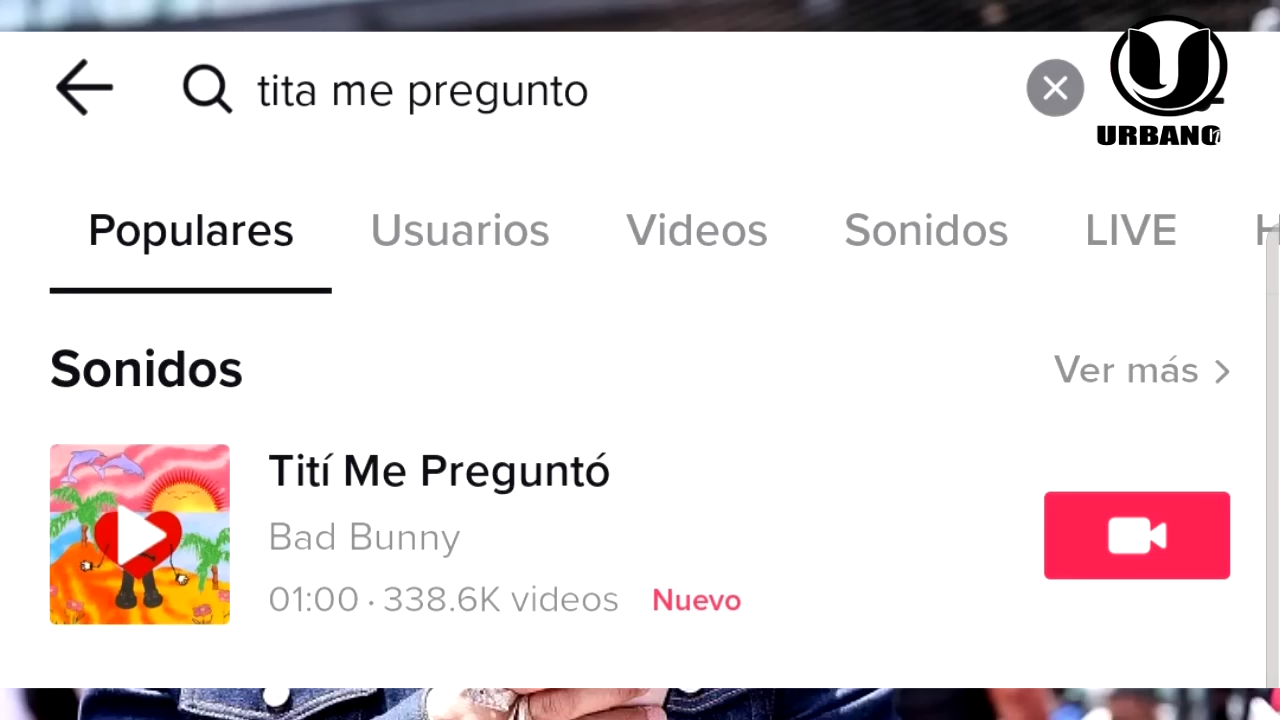 tita me pregunto
URBANO
Populares Usuarios Videos Sonidos LIVE
Sonidos
Ver más >
Tití Me Preguntó
Bad Bunny
01:00 · 338.6K videos Nuevo